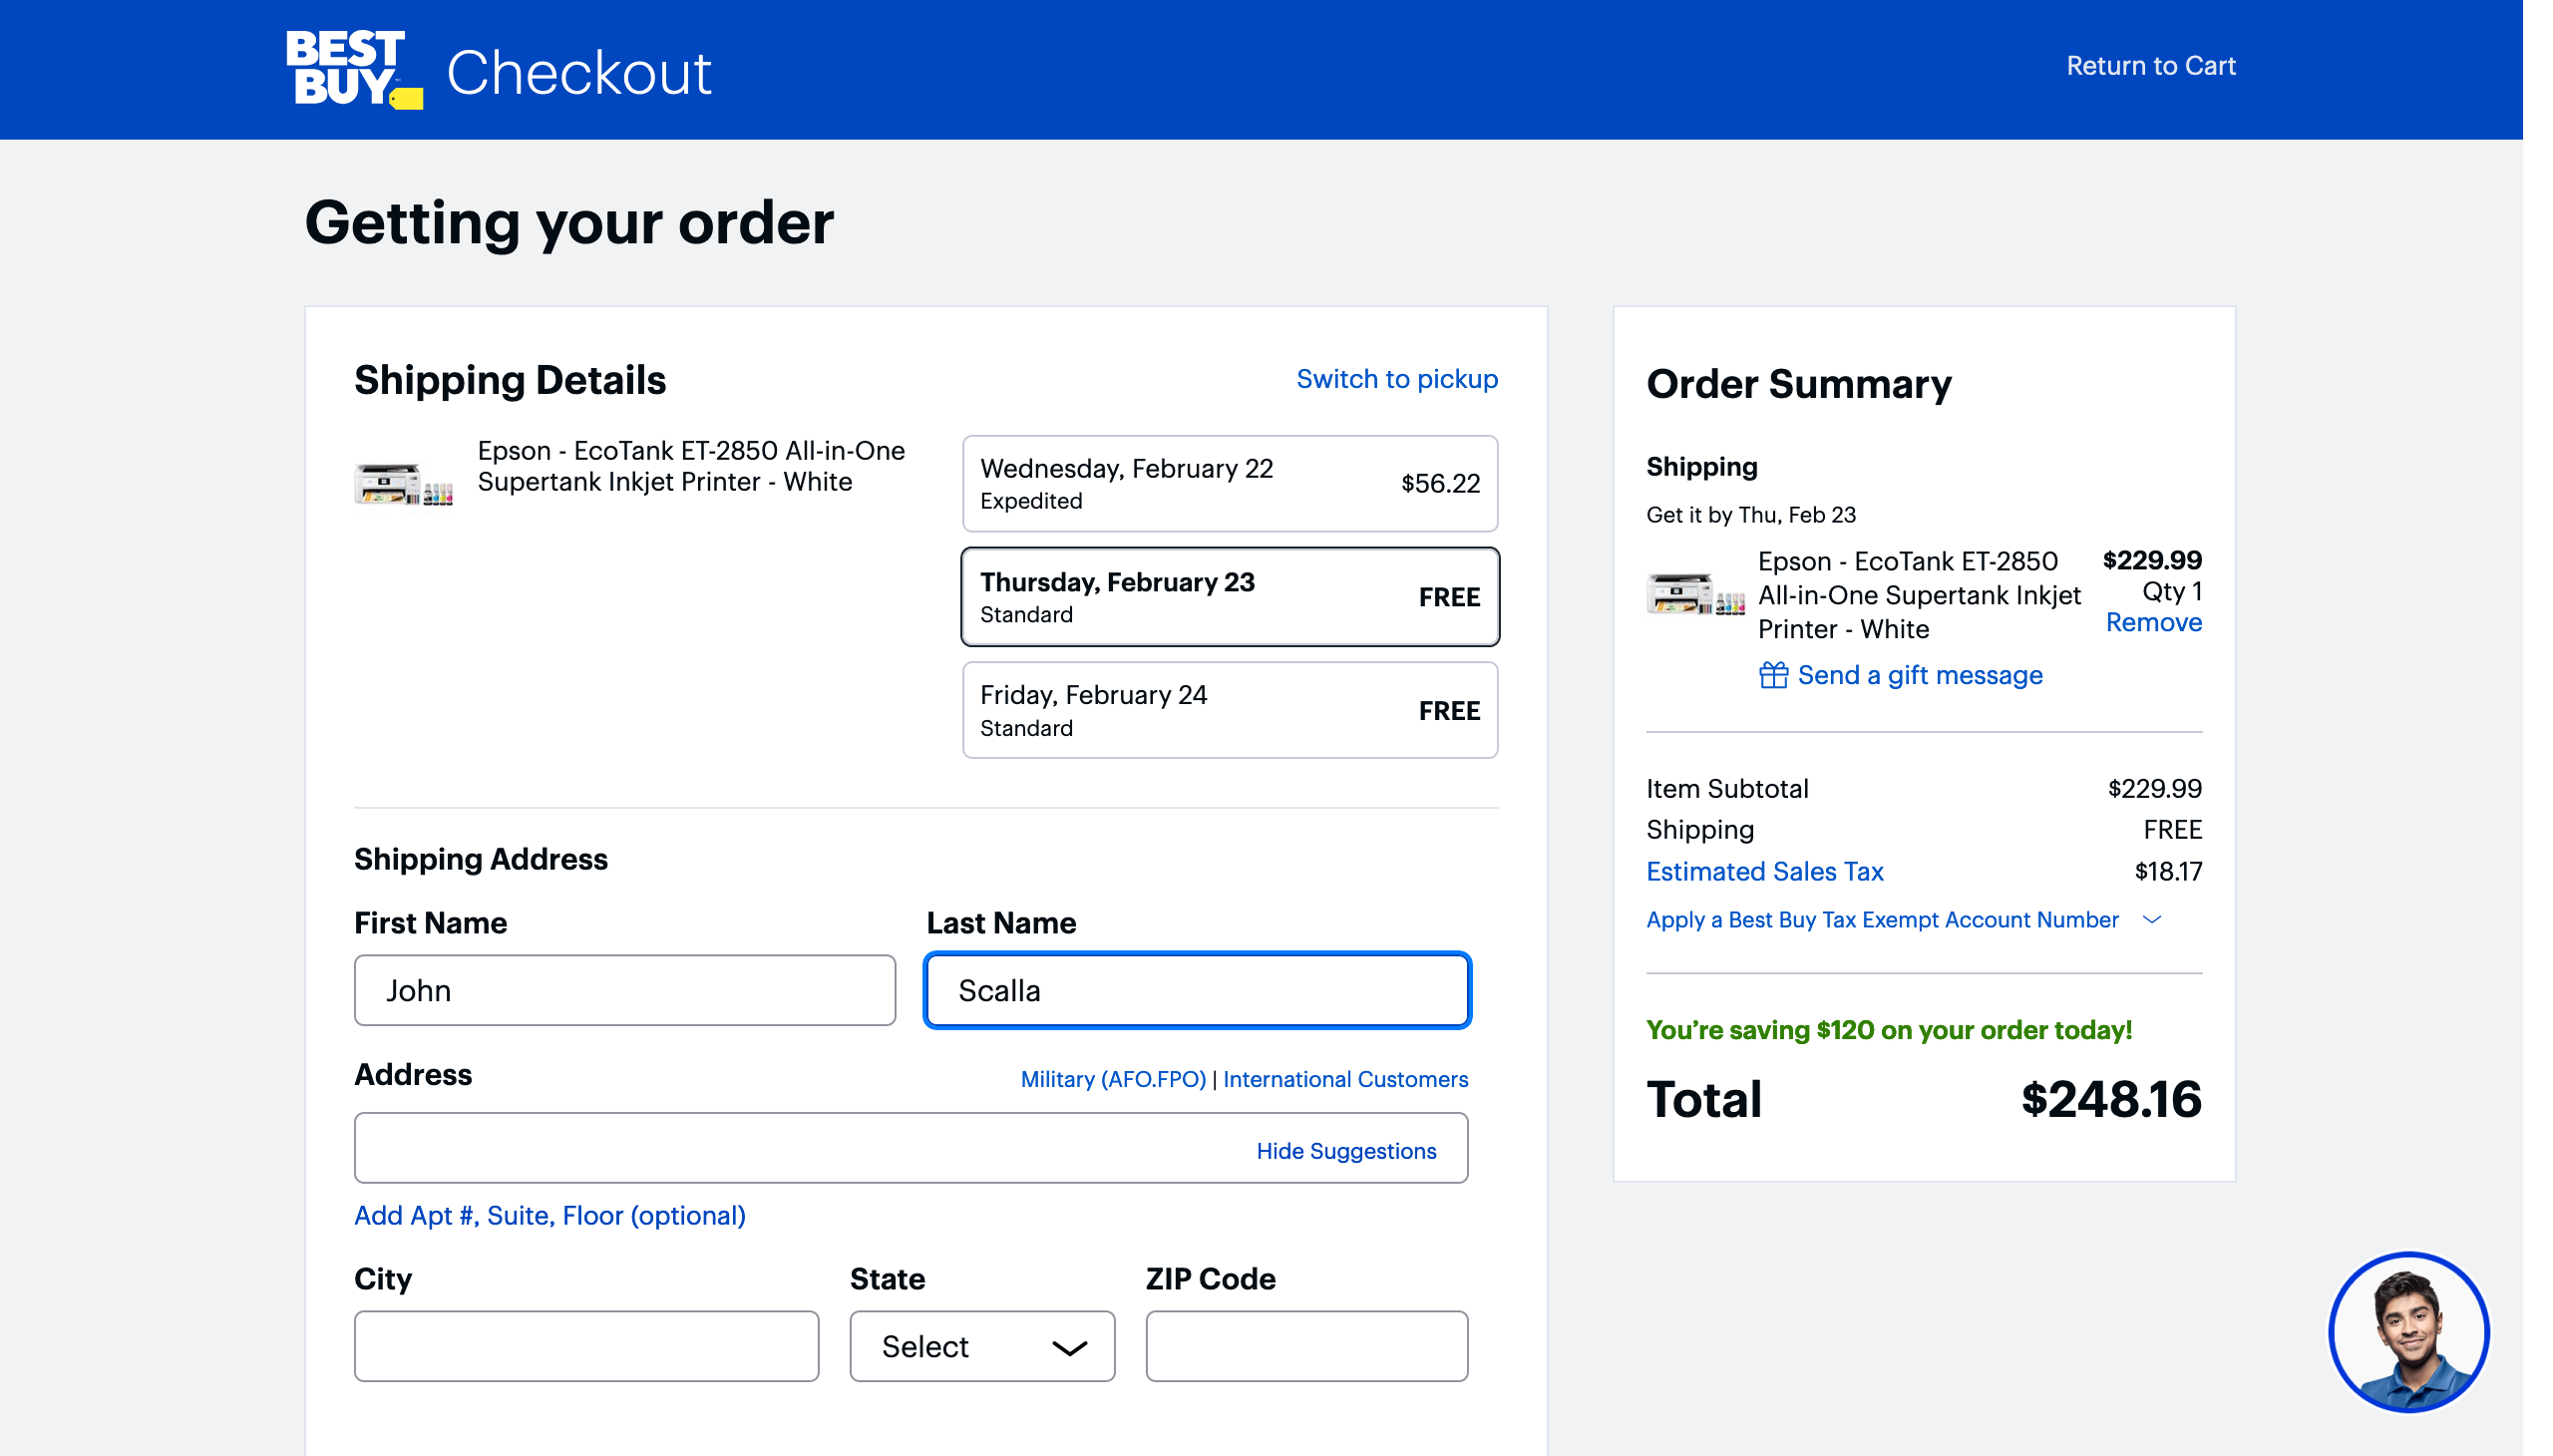 BEST
BUY
Checkout
Return to Cart
Getting your order
Shipping Details
Switch to pickup
Epson - EcoTank ET-2850 All-in-One
Supertank Inkjet Printer - White
Wednesday, February 22
Expedited
$56.22
Thursday, February 23
Standard
FREE
Friday, February 24
Standard
FREE
Shipping Address
First Name
Last Name
John
Scalla
Address
Military (AFO.FPO) | International Customers
Hide Suggestions
Add Apt #, Suite, Floor (optional)
City
State
ZIP Code
Select
Order Summary
Shipping
Get it by Thu, Feb 23
Epson - EcoTank ET-2850
All-in-One Supertank Inkjet
Printer - White
$229.99
Qty 1
Remove
Send a gift message
Item Subtotal $229.99
Shipping FREE
Estimated Sales Tax $18.17
Apply a Best Buy Tax Exempt Account Number
You’re saving $120 on your order today!
Total $248.16